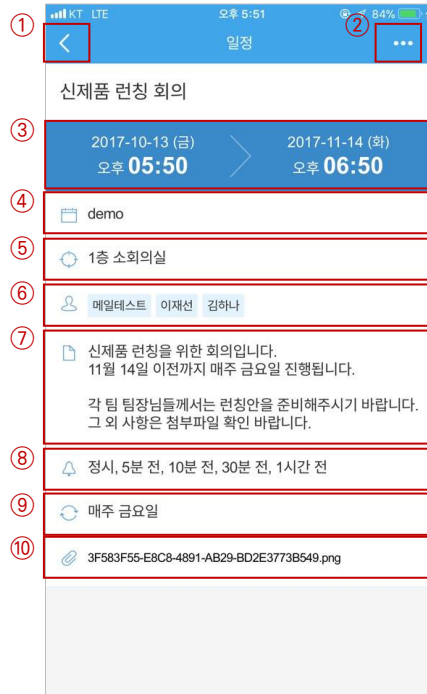 KT LTE 오후 5:51 84%
① ②
일정 •••
신제품 런칭 회의
③
2017-10-13 (금) 2017-11-14 (화)
오후 05:50 오후 06:50
④ demo
⑤ 1층 소회의실
⑥ 메일테스트 이재선 김하나
⑦ 신제품 런칭을 위한 회의입니다.
11월 14일 이전까지 매주 금요일 진행됩니다.
각 팀 팀장님들께서는 런칭안을 준비해주시기 바랍니다.
그 외 사항은 첨부파일 확인 바랍니다.
⑧ 정시, 5분 전, 10분 전, 30분 전, 1시간 전
⑨ 매주 금요일
⑩ 3F583F55-E8C8-4891-AB29-BD2E3773B549.png